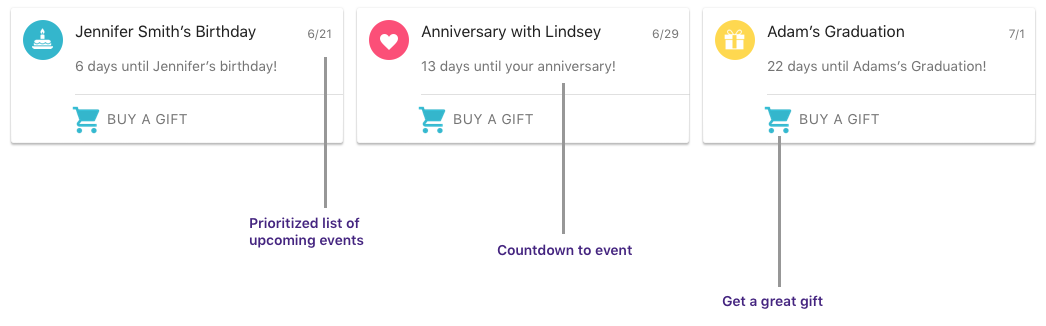 Jennifer Smith’s Birthday
6/21
6 days until Jennifer’s birthday!
BUY A GIFT
Anniversary with Lindsey
6/29
13 days until your anniversary!
BUY A GIFT
Adam’s Graduation
7/1
22 days until Adams’s Graduation!
BUY A GIFT
Prioritized list of
upcoming events
Countdown to event
Get a great gift